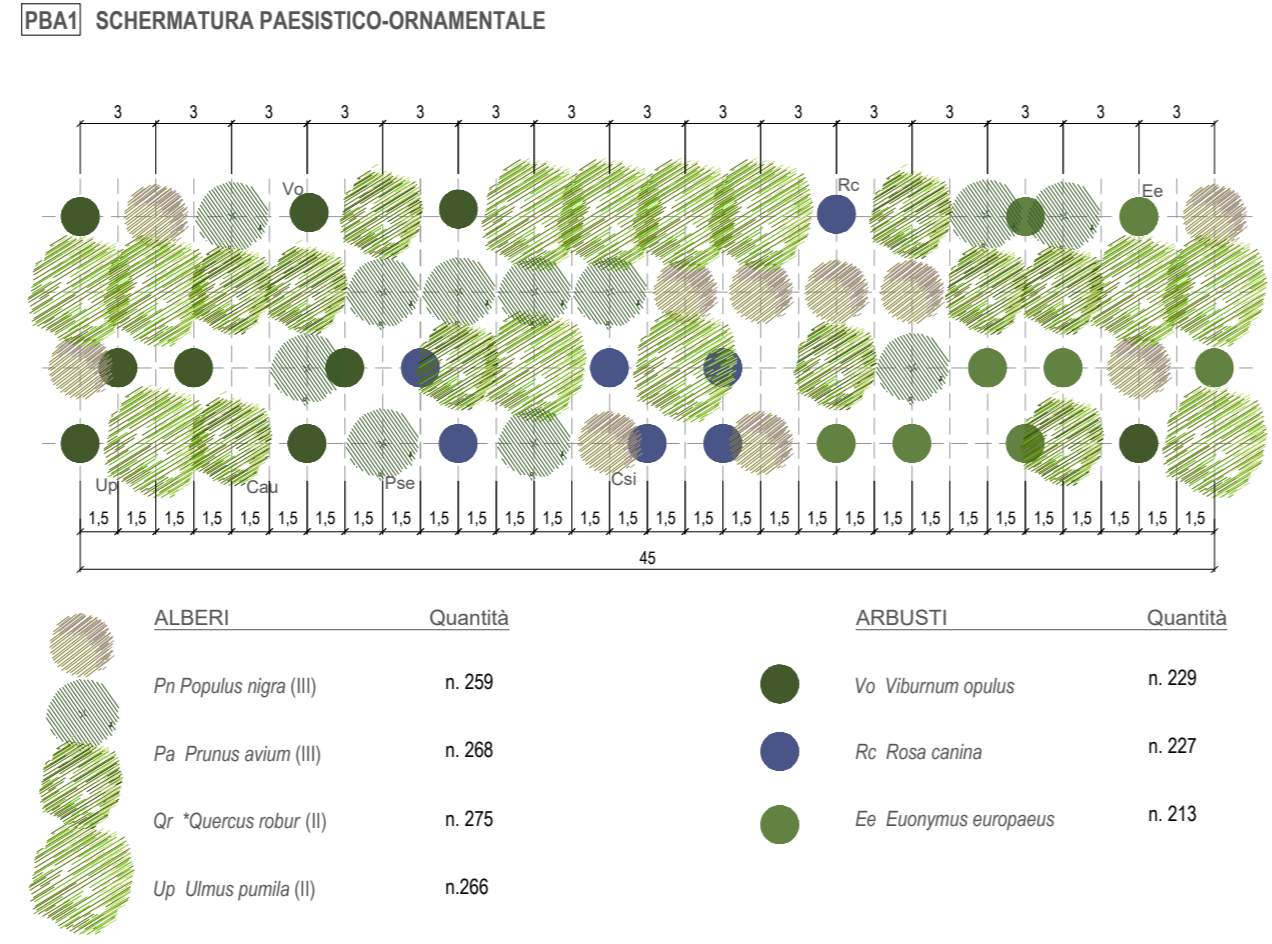 PBA1 SCHERMATURA PAESISTICO-ORNAMENTALE
3 3 3 3 3 3 3 3 3 3 3 3 3 3 3
Vo Rc Ee
Up Cau Pse Csi
1,5 1,5 1,5 1,5 1,5 1,5 1,5 1,5 1,5 1,5 1,5 1,5 1,5 1,5 1,5 1,5 1,5 1,5 1,5 1,5 1,5 1,5 1,5 1,5 1,5 1,5 1,5 1,5 1,5 1,5
45
ALBERI Quantità
Pn Populus nigra (III) n. 259
Pa Prunus avium (III) n. 268
Qr *Quercus robur (II) n. 275
Up Ulmus pumila (II) n.266
ARBUSTI Quantità
Vo Viburnum opulus n. 229
Rc Rosa canina n. 227
Ee Euonymus europaeus n. 213